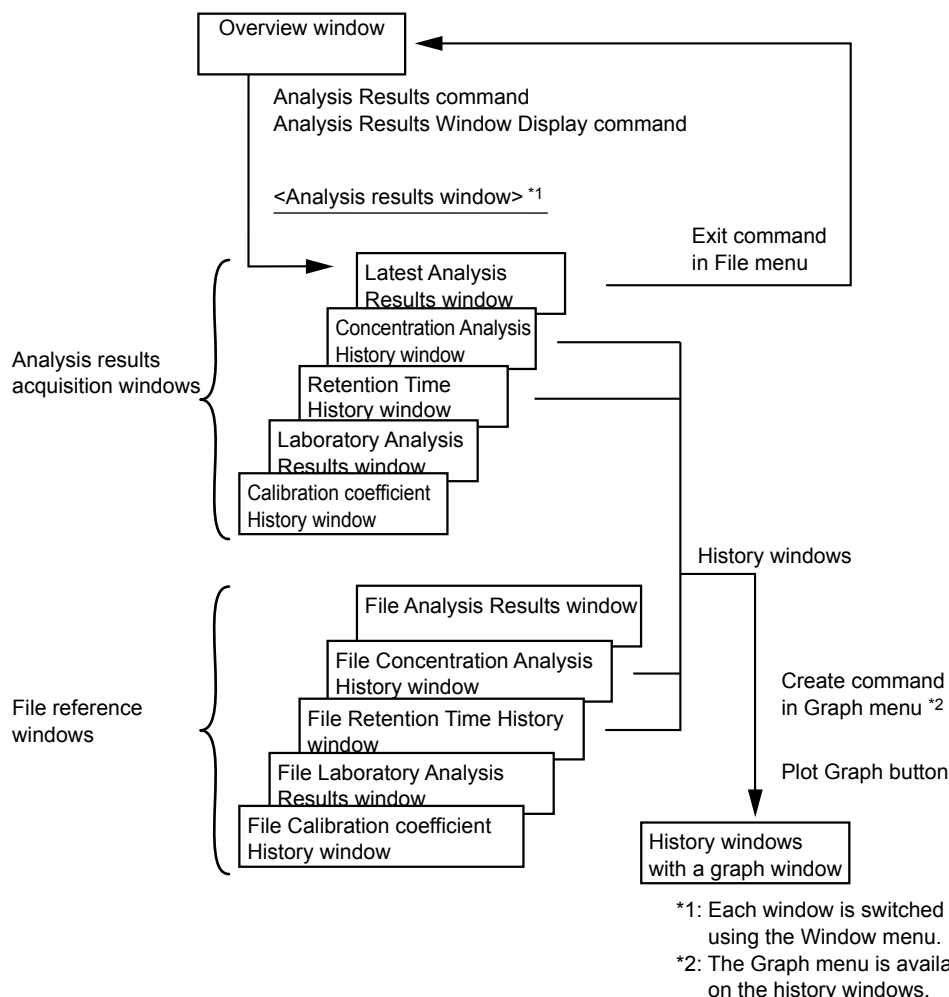 Overview window
Analysis Results command
Analysis Results Window Display command
<Analysis results window> *1
Exit command
in File menu
Latest Analysis
Results window
Concentration Analysis
History window
Retention Time
History window
Laboratory Analysis
Results window
Calibration coefficient
History window
Analysis results
acquisition windows
History windows
File Analysis Results window
File Concentration Analysis
History window
File Retention Time History
window
File Laboratory Analysis
Results window
File Calibration coefficient
History window
File reference
windows
Create command
in Graph menu *2
Plot Graph button
History windows
with a graph window
*1: Each window is switched
using the Window menu.
*2: The Graph menu is availa
on the history windows.